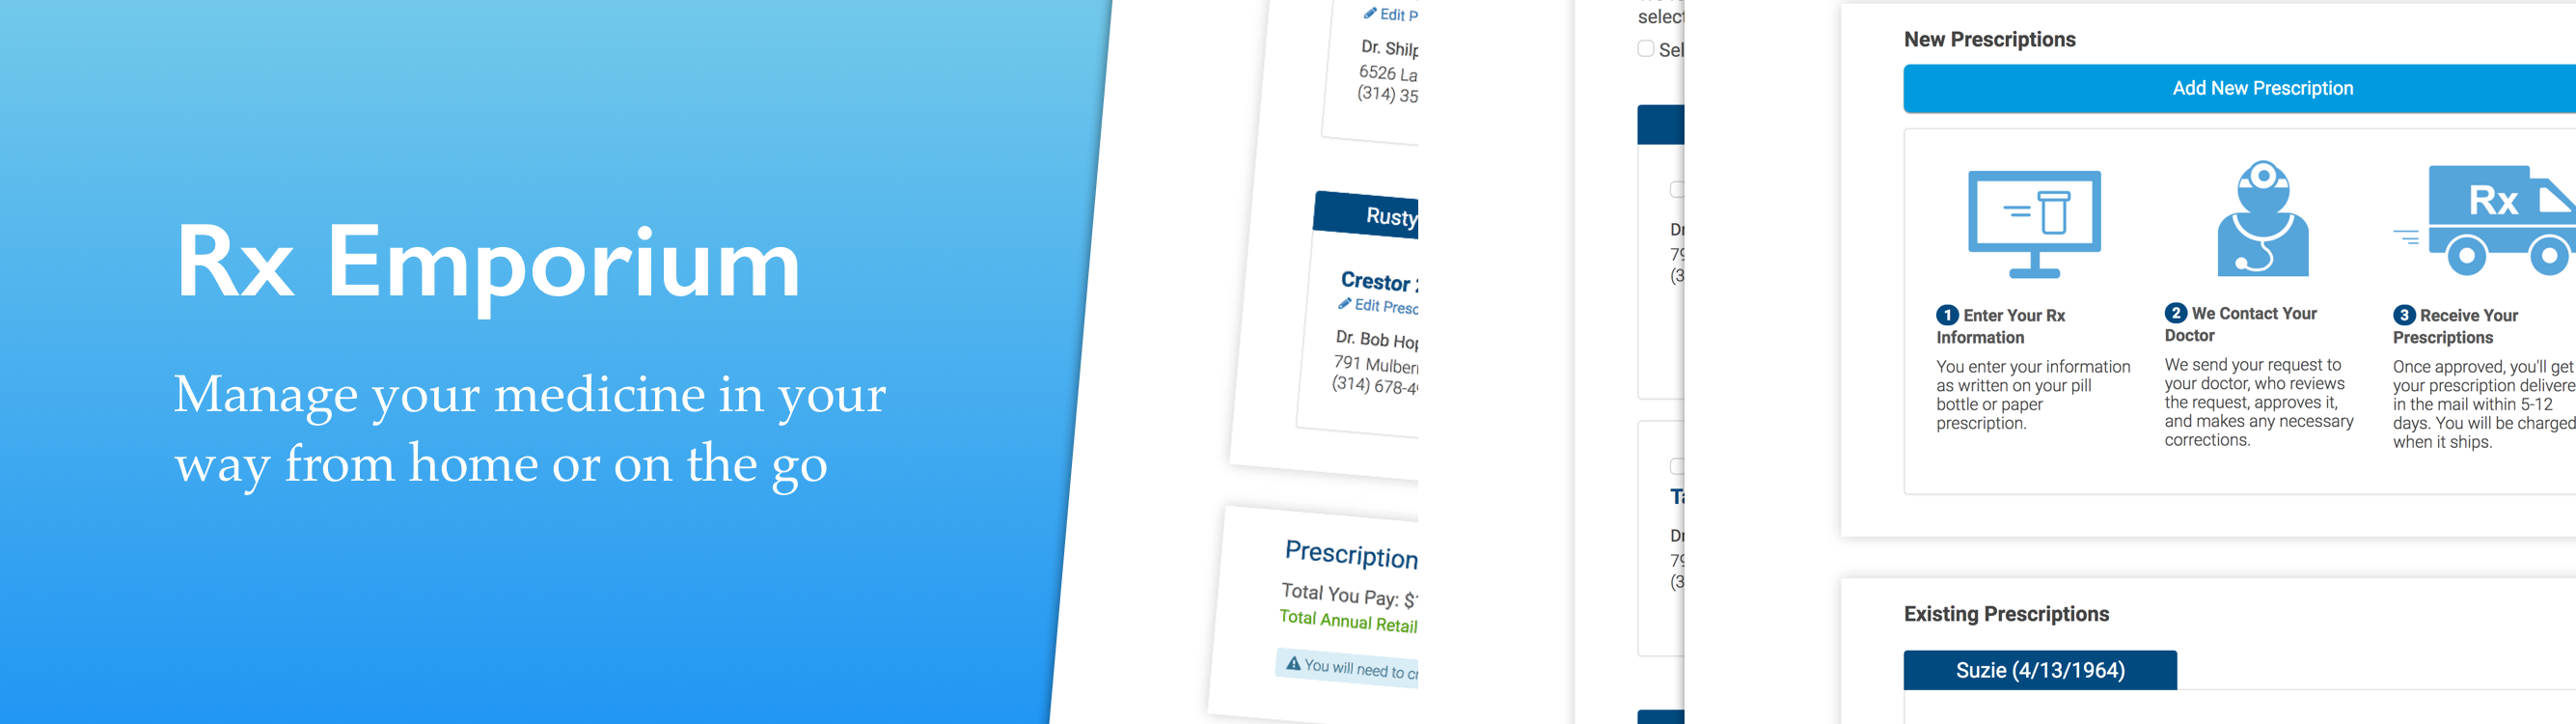 Rx Emporium
Manage your medicine in your
way from home or on the go
Edit P
Dr. Shilp
6526 La
(314) 35
Rusty
Crestor
Edit Presc
Dr. Bob Hop
791 Mulber
(314) 678-4
Prescription
Total You Pay: $
Total Annual Retail
You will need to cr
select
Sel
Dr
79
(3
Ta
Dr
79
(3
New Prescriptions
Add New Prescription
Rx
1 Enter Your Rx
Information
You enter your information
as written on your pill
bottle or paper
prescription.
2 We Contact Your
Doctor
We send your request to
your doctor, who reviews
the request, approves it,
and makes any necessary
corrections.
3 Receive Your
Prescriptions
Once approved, you'll get
your prescription delivere
in the mail within 5-12
days. You will be charged
when it ships.
Existing Prescriptions
Suzie (4/13/1964)